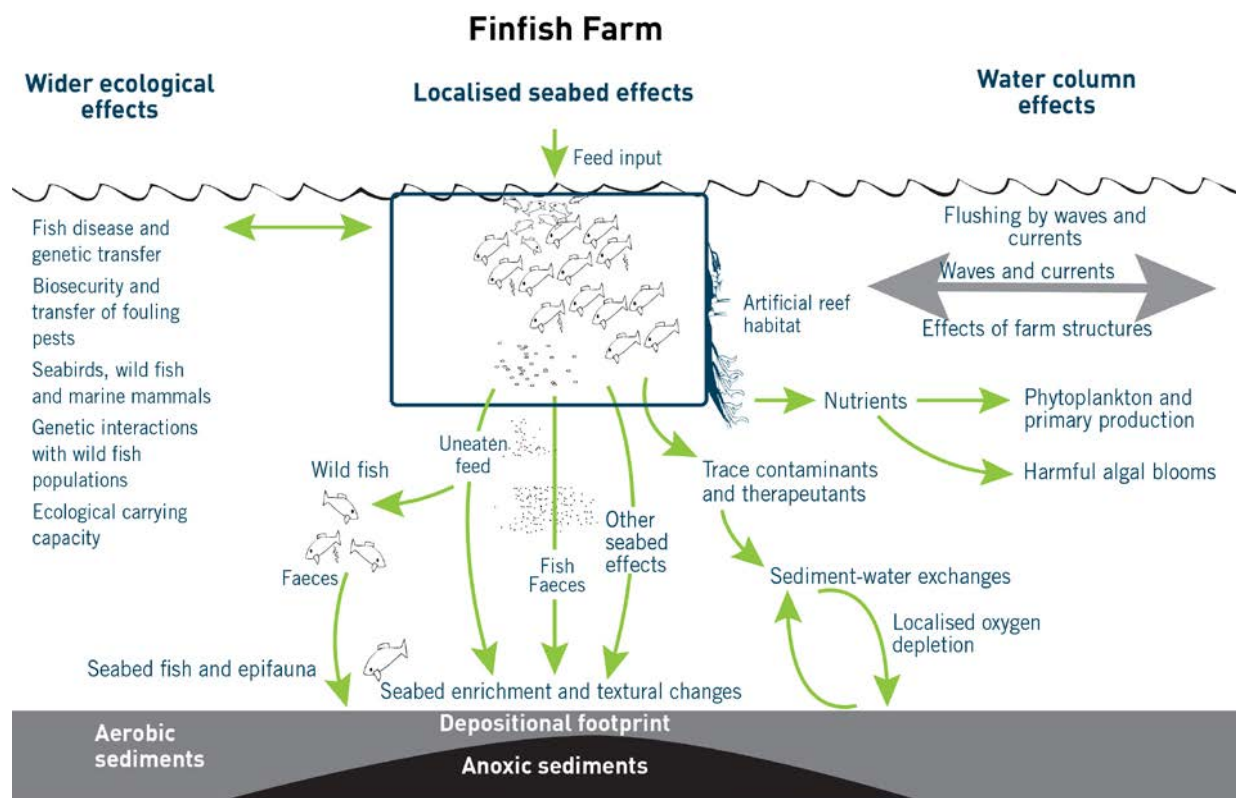 Finfish Farm
Wider ecological
effects
Localised seabed effects
Water column
effects
Feed input
Fish disease and
genetic transfer
Biosecurity and
transfer of fouling
pests
Seabirds, wild fish
and marine mammals
Genetic interactions
with wild fish
populations
Ecological carrying
capacity
Artificial reef
habitat
Flushing by waves and
currents
Waves and currents
Effects of farm structures
Nutrients
Phytoplankton and
primary production
Harmful algal blooms
Uneaten
feed
Wild fish
Trace contaminants
and therapeutants
Other
seabed
effects
Fish
Faeces
Faeces
Sediment-water exchanges
Localised oxygen
depletion
Seabed fish and epifauna
Seabed enrichment and textural changes
Depositional footprint
Aerobic
sediments
Anoxic sediments